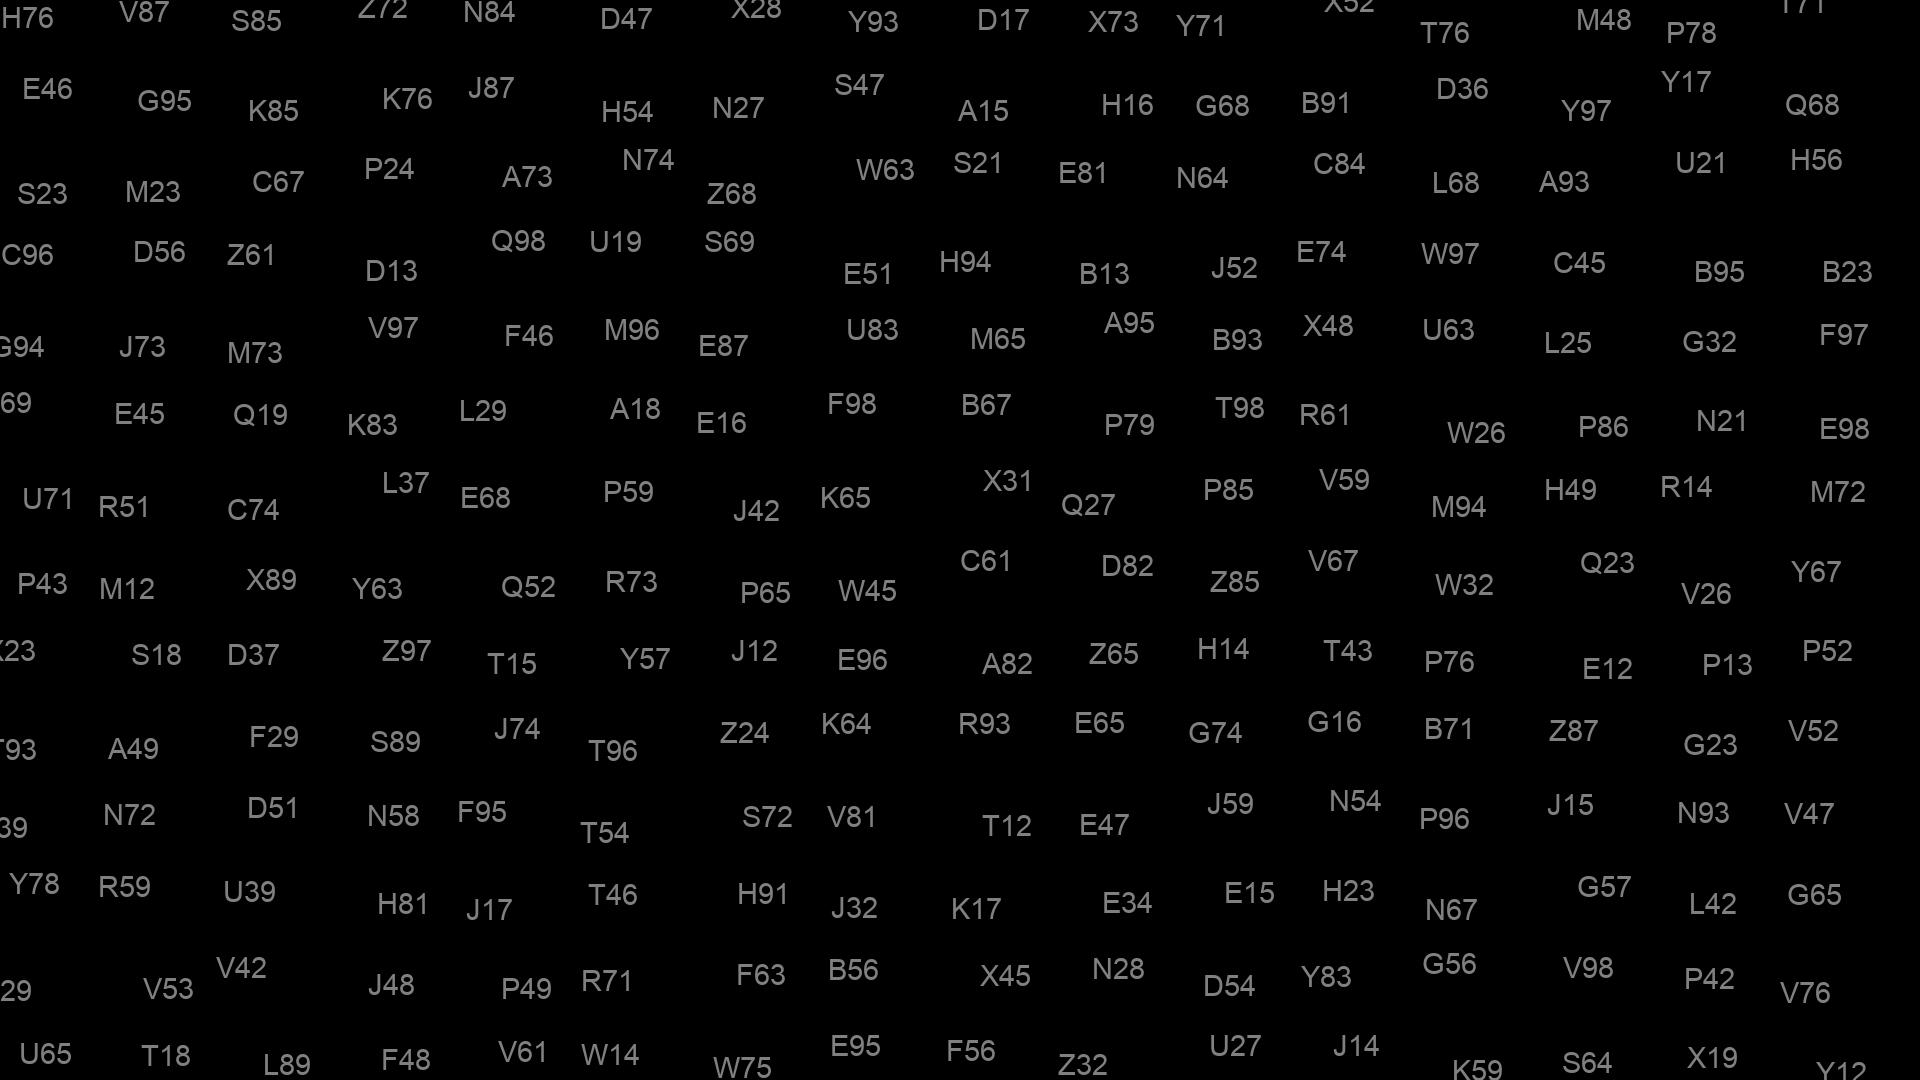 H76 V87 S85 Z72 N84 D47 X28 Y93 D17 X73 Y71 X52 T76 M48 P78
E46 G95 K85 K76 J87 H54 N27 S47 A15 H16 G68 B91 D36 Y97 Y17 Q68
S23 M23 C67 P24 A73 N74 Z68 W63 S21 E81 N64 C84 L68 A93 U21 H56
C96 D56 Z61 D13 Q98 U19 S69 E51 H94 B13 J52 E74 W97 C45 B95 B23
G94 J73 M73 V97 F46 M96 E87 U83 M65 A95 B93 X48 U63 L25 G32 F97
69 E45 Q19 K83 L29 A18 E16 F98 B67 P79 T98 R61 W26 P86 N21 E98
U71 R51 C74 L37 E68 P59 J42 K65 X31 Q27 P85 V59 M94 H49 R14 M72
P43 M12 X89 Y63 Q52 R73 P65 W45 C61 D82 Z85 V67 W32 Q23 V26 Y67
23 S18 D37 Z97 T15 Y57 J12 E96 A82 Z65 H14 T43 P76 E12 P13 P52
93 A49 F29 S89 J74 T96 Z24 K64 R93 E65 G74 G16 B71 Z87 G23 V52
39 N72 D51 N58 F95 T54 S72 V81 T12 E47 J59 N54 P96 J15 N93 V47
Y78 R59 U39 H81 J17 T46 H91 J32 K17 E34 E15 H23 N67 G57 L42 G65
29 V53 V42 J48 P49 R71 F63 B56 X45 N28 D54 Y83 G56 V98 P42 V76
U65 T18 L89 F48 V61 W14 W75 E95 F56 Z32 U27 J14 K59 S64 X19 Y12